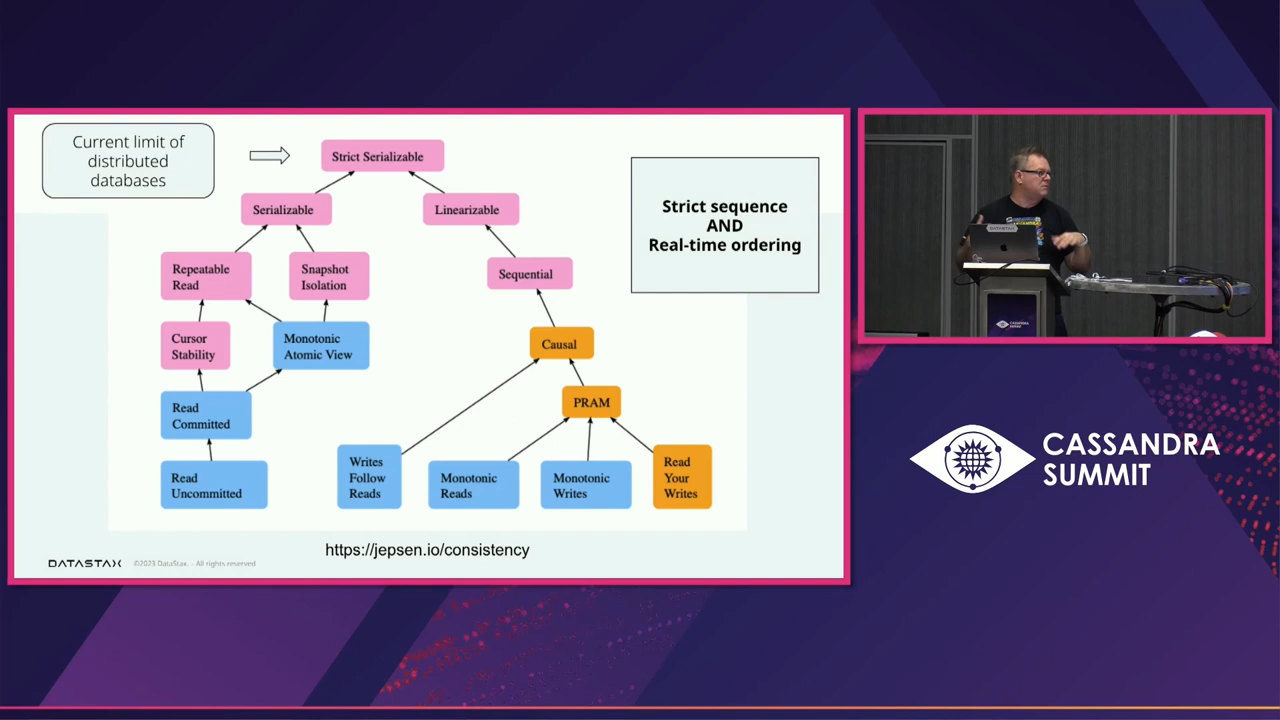 Current limit of
distributed
databases
Strict Serializable
Serializable
Linearizable
Repeatable
Read
Snapshot
Isolation
Sequential
Cursor
Stability
Monotonic
Atomic View
Causal
Read
Committed
PRAM
Read
Uncommitted
Writes
Follow
Reads
Monotonic
Reads
Monotonic
Writes
Read
Your
Writes
Strict sequence
AND
Real-time ordering
https://jepsen.io/consistency
DATASTAX
©2023 DataStax. - All rights reserved
DATASTAX
CASSANDRA
SUMMIT